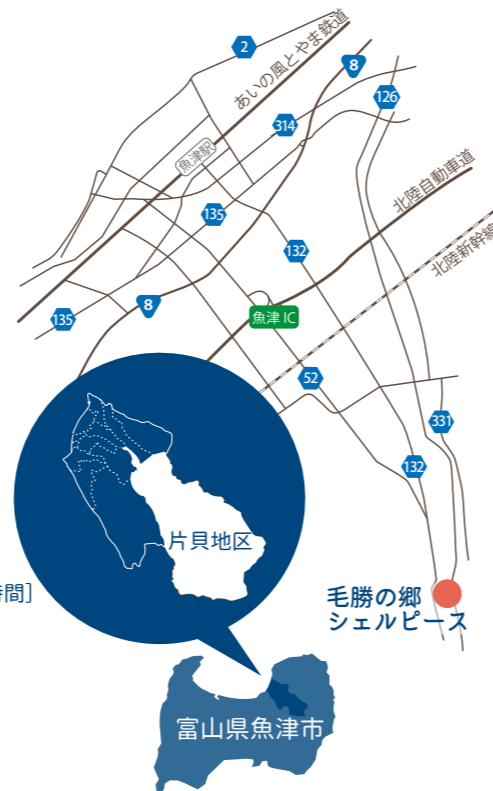 2
あいの風とやま鉄道
8
126
314
魚津駅
北陸自動車道
135
132
北陸新幹線
8
魚津 IC
135
52
331
132
片貝地区
時間］
毛勝の郷
シェルピース
富山県魚津市